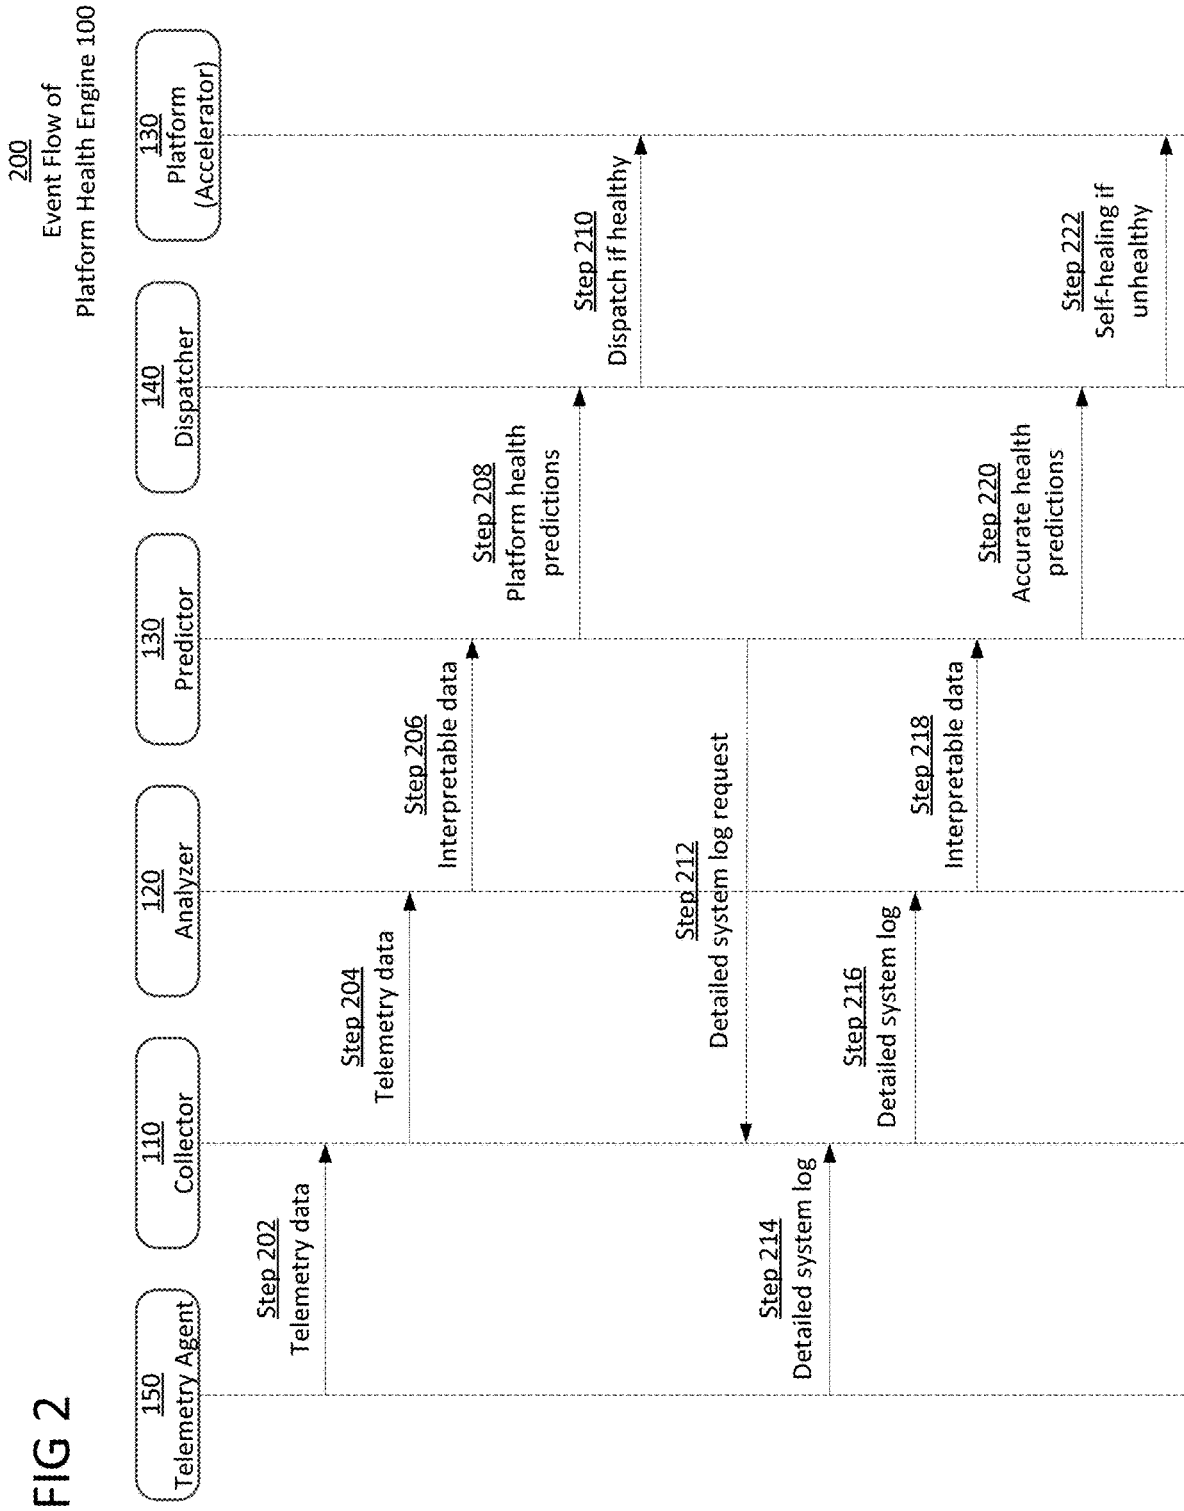 FIG 2
200
Event Flow of
Platform Health Engine 100
150
Telemetry Agent
110
Collector
120
Analyzer
130
Predictor
140
Dispatcher
130
Platform
(Accelerator)
Step 202
Telemetry data
Step 204
Telemetry data
Step 206
Interpretable data
Step 208
Platform health
predictions
Step 210
Dispatch if healthy
Step 212
Detailed system log request
Step 214
Detailed system log
Step 216
Detailed system log
Step 218
Interpretable data
Step 220
Accurate health
predictions
Step 222
Self-healing if
unhealthy